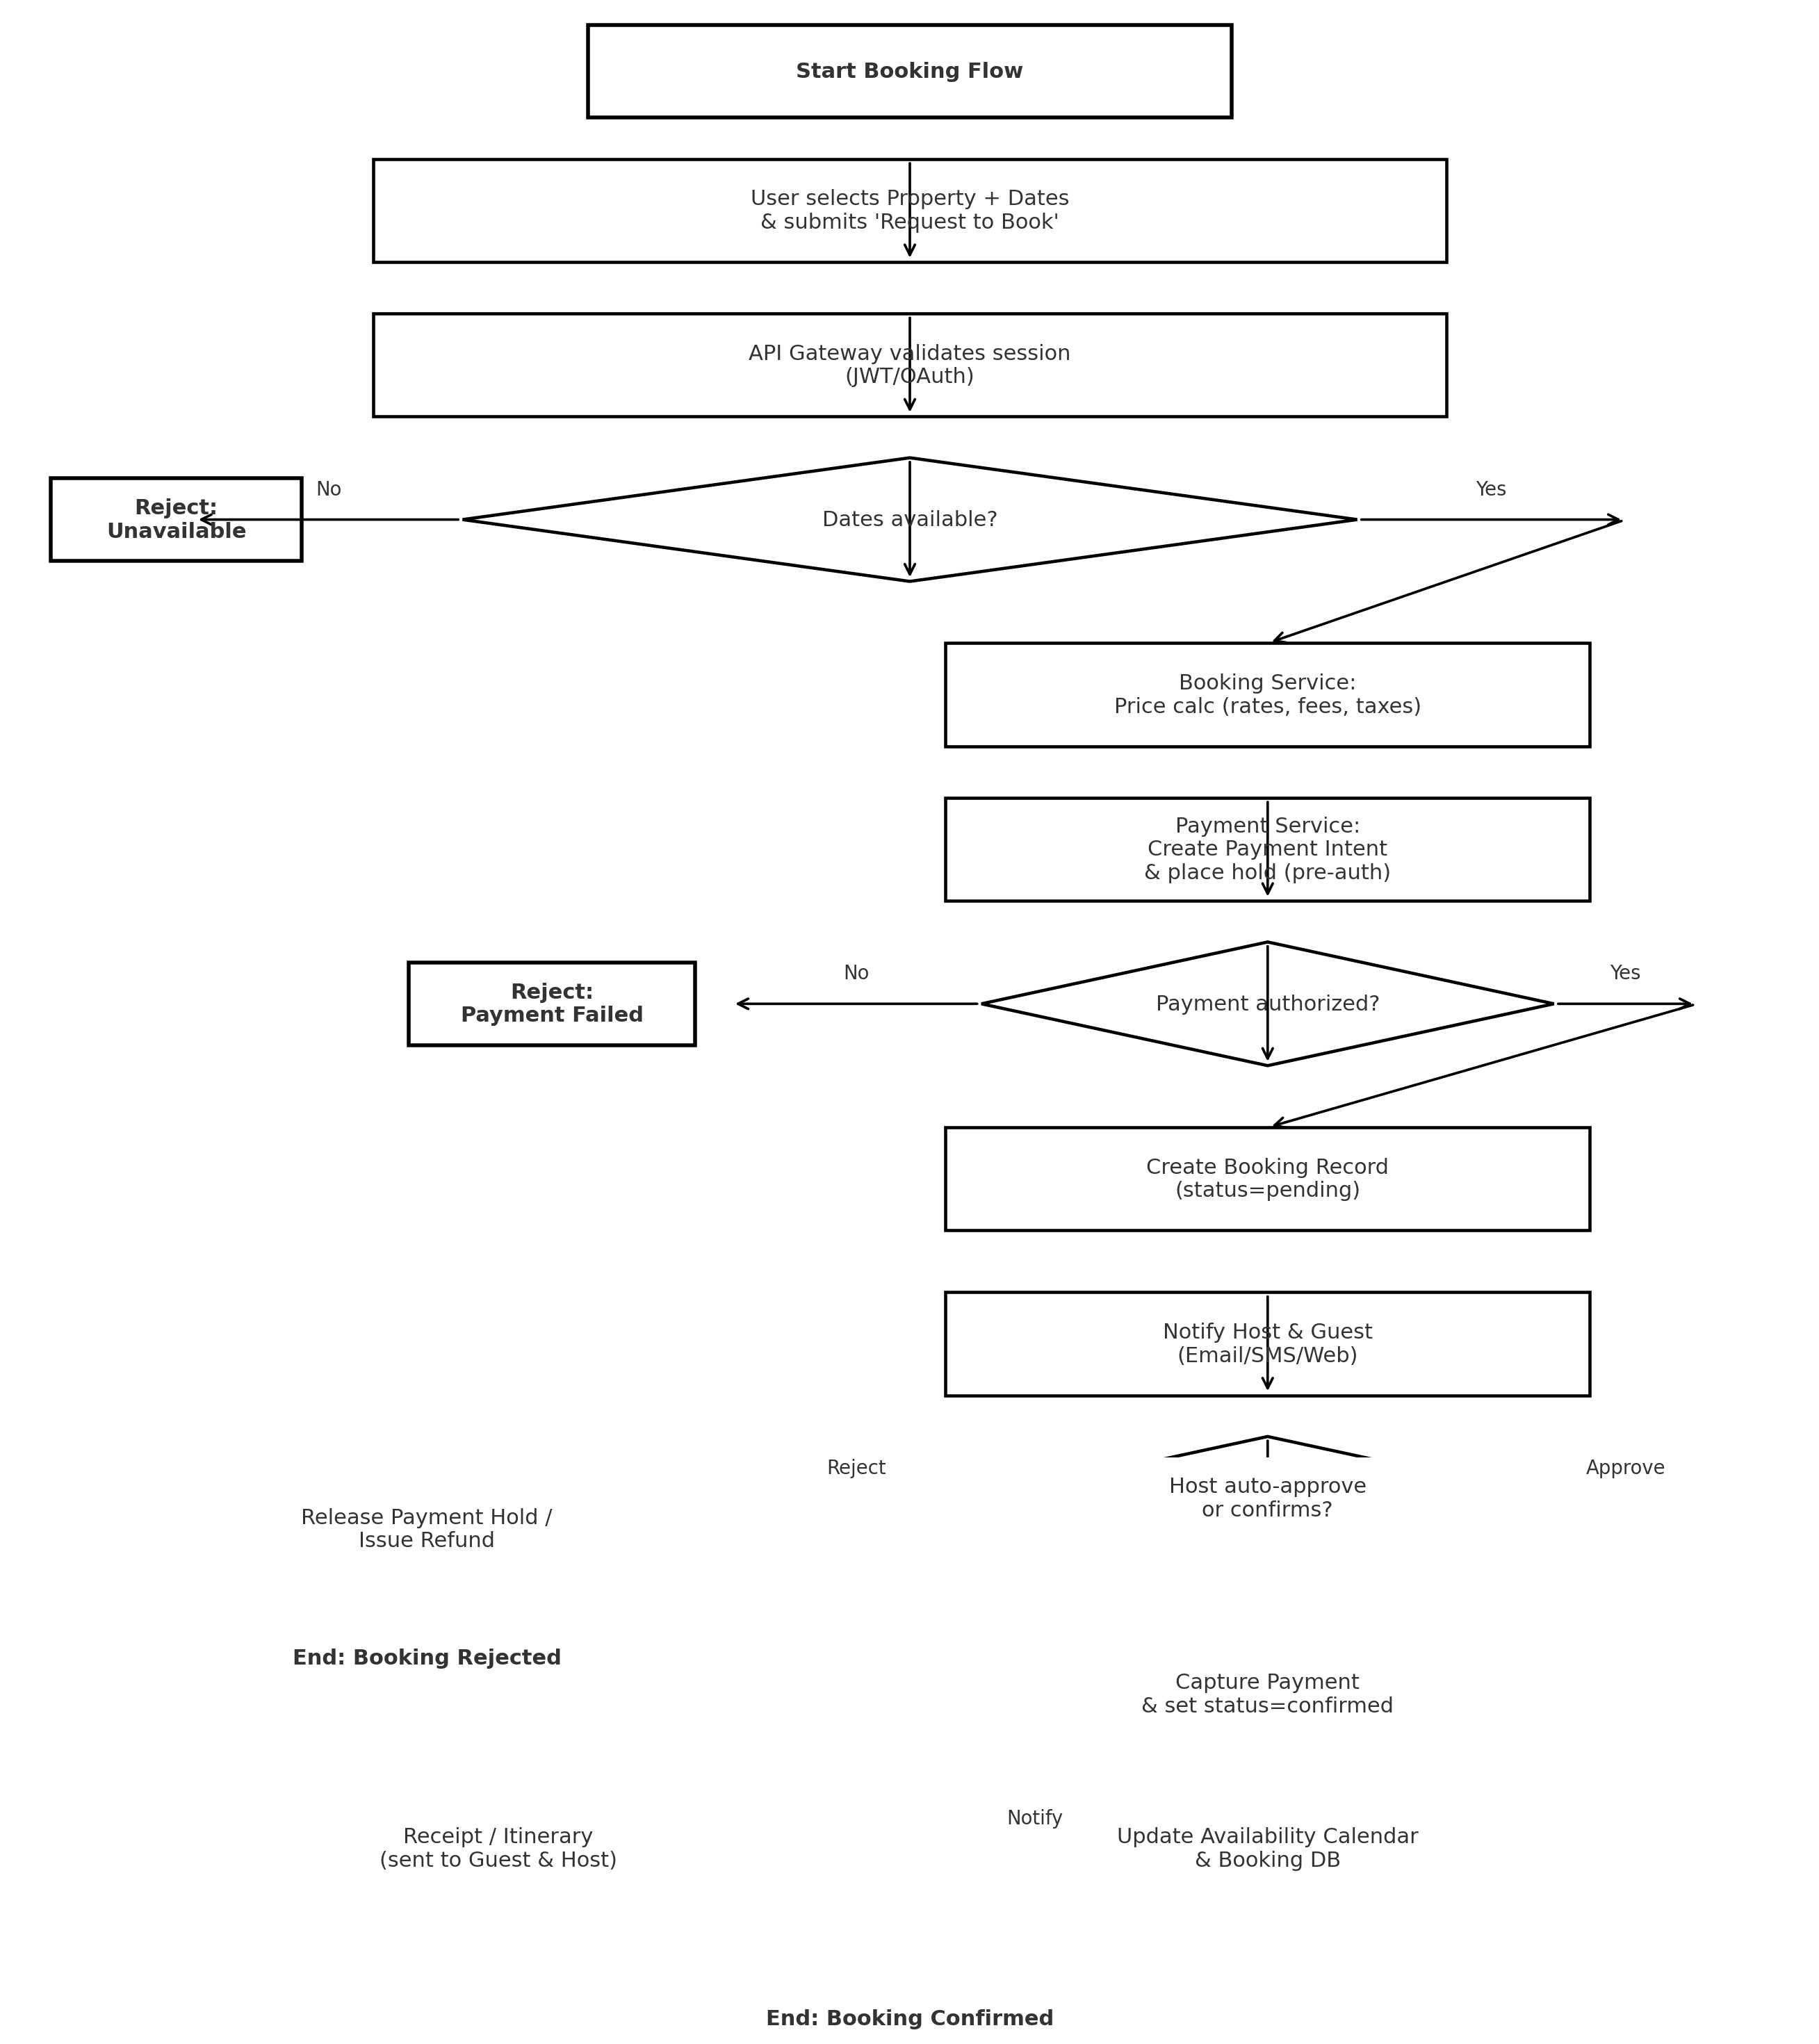 Start Booking Flow
User selects Property + Dates
& submits 'Request to Book'
API Gateway validates session
(JWT/OAuth)
No
Yes
Reject:
Unavailable
Dates available?
Booking Service:
Price calc (rates, fees, taxes)
Payment Service:
Create Payment Intent
& place hold (pre-auth)
No
Yes
Reject:
Payment Failed
Payment authorized?
Create Booking Record
(status=pending)
Notify Host & Guest
(Email/SMS/Web)
Reject
Approve
Host auto-approve
or confirms?
Release Payment Hold /
Issue Refund
End: Booking Rejected
Capture Payment
& set status=confirmed
Notify
Receipt / Itinerary
(sent to Guest & Host)
Update Availability Calendar
& Booking DB
End: Booking Confirmed